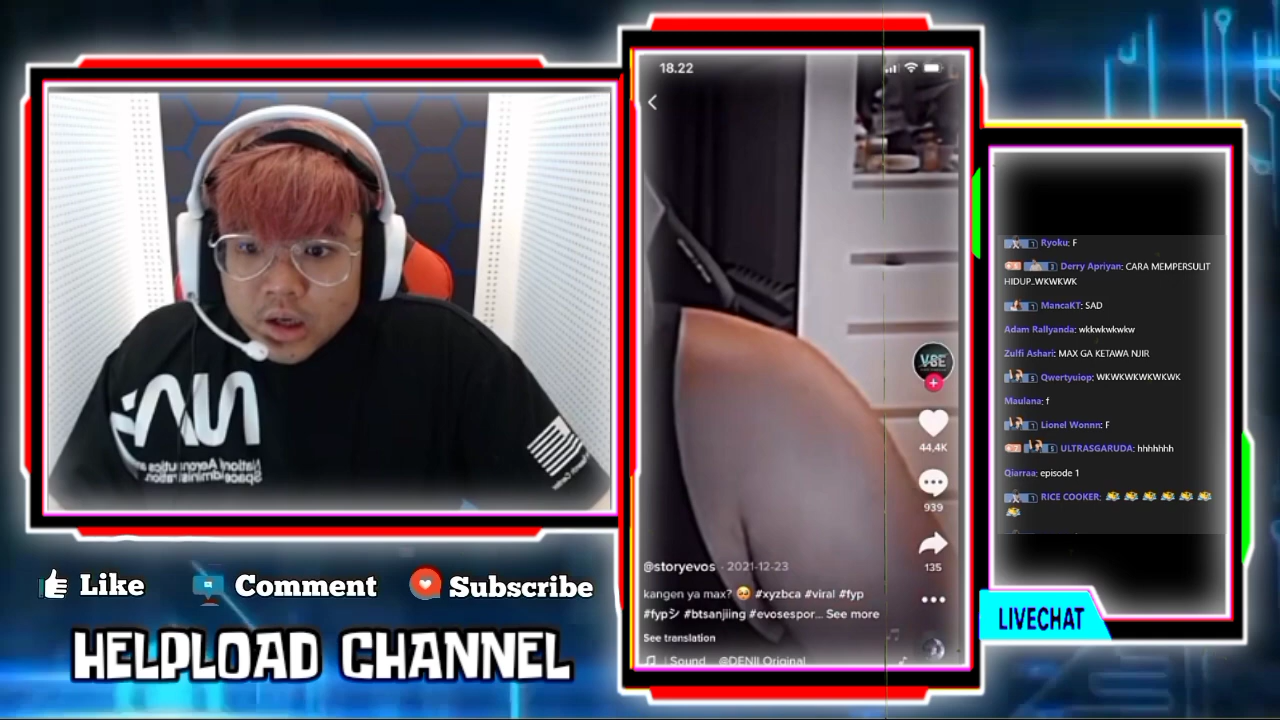 18.22
VGE
44,4K
939
135
@storyevos · 2021-12-23
kangen ya max? 🥺 #xyzbca #viral #fyp
#fypシ #btsanjiing #evosespor... See more
See translation
Sound @DENII Original
Ryoku: F
Derry Apriyan: CARA MEMPERSULIT
HIDUP..WKWKWK
MancaKT: SAD
Adam Rallyanda: wkkwkwkwkw
Zulfi Ashari: MAX GA KETAWA NJIR
Qwertyuiop: WKWKWKWKWKWK
Maulana: f
Lionel Wonnn: F
ULTRASGARUDA: hhhhhhh
Qiarraa: episode 1
RICE COOKER:
LIVECHAT
Like
Comment
Subscribe
HELPLOAD CHANNEL